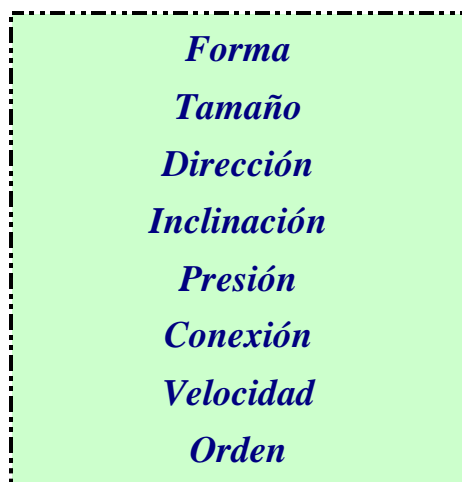 Forma
Tamaño
Dirección
Inclinación
Presión
Conexión
Velocidad
Orden